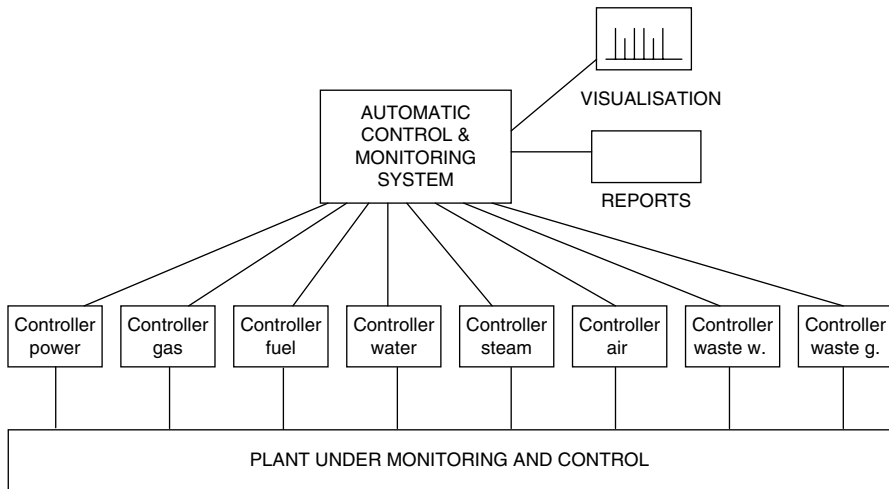 VISUALISATION
AUTOMATIC
CONTROL &
MONITORING
SYSTEM
REPORTS
Controller
power
Controller
gas
Controller
fuel
Controller
water
Controller
steam
Controller
air
Controller
waste w.
Controller
waste g.
PLANT UNDER MONITORING AND CONTROL